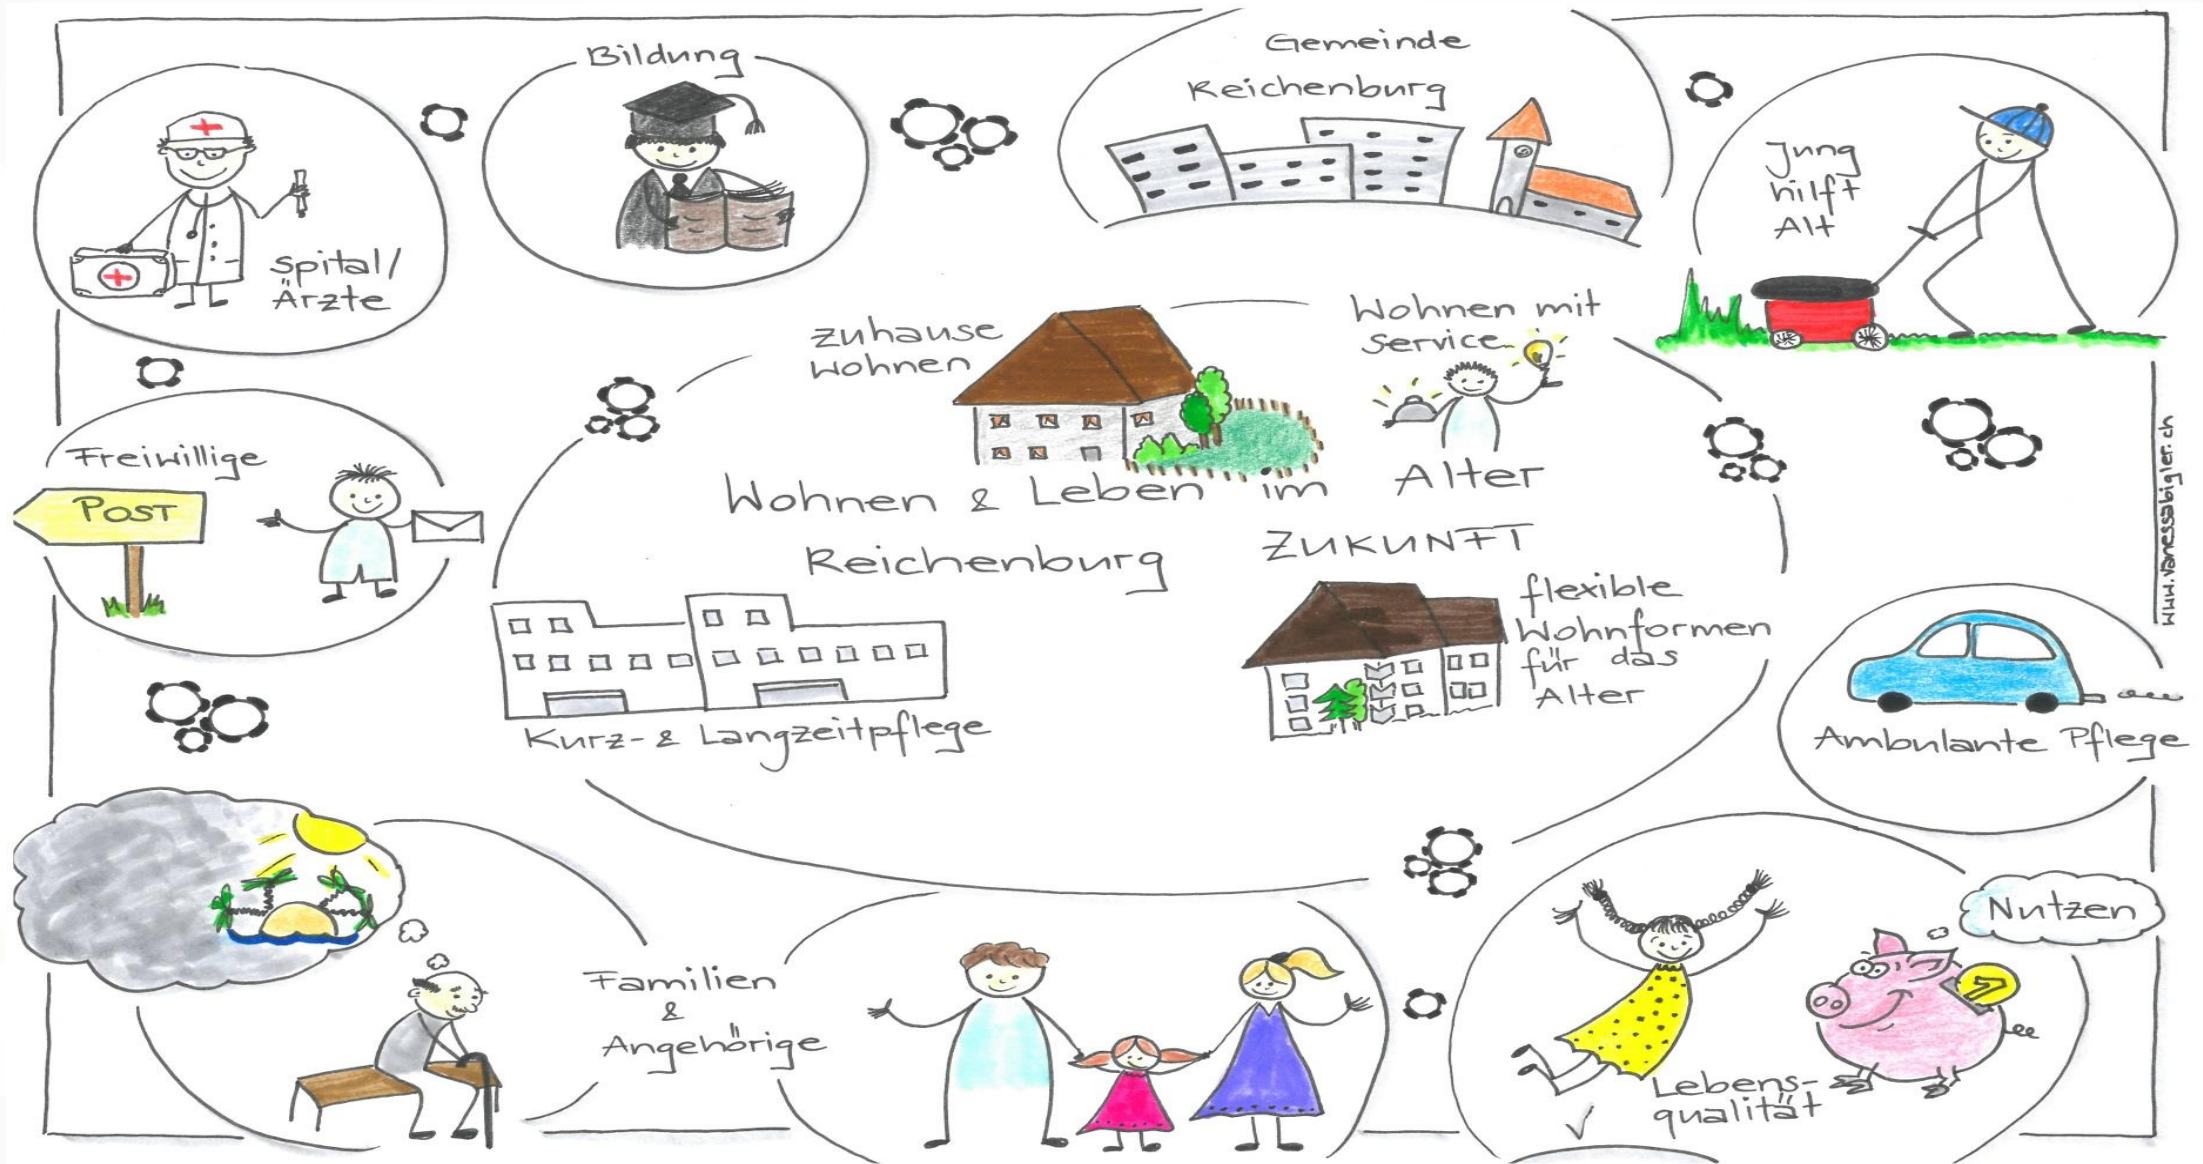 Bildung
Gemeinde
Reichenburg
Jung
hilft
Alt
Spital/
Ärzte
zuhause
wohnen
Wohnen mit
Service
Freiwillige
POST
Wohnen & Leben im Alter
Reichenburg ZUKUNFT
flexible
Wohnformen
für das
Alter
Kurz- & Langzeitpflege
www.vanessabigler.ch
Ambulante Pflege
Familien
&
Angehörige
Nutzen
Lebens-
qualität